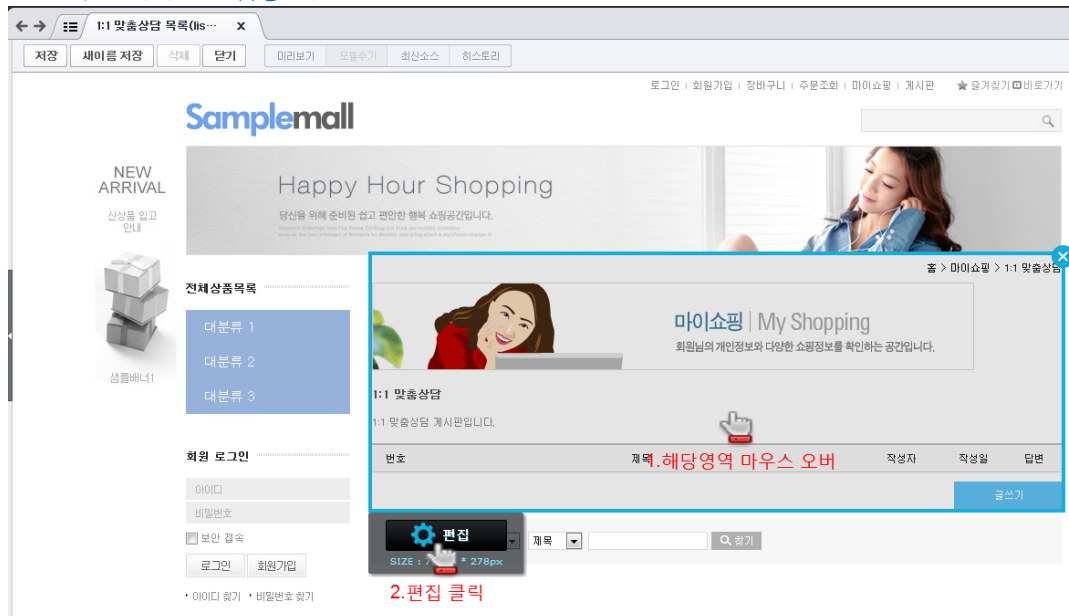 1:1 맞춤상담 목록(lis··· x
저장 새이름 저장 삭제 닫기 미리보기 모듈추가 최신소스 히스토리
로그인 회원가입 장바구니 주문조회 마이쇼핑 게시판 즐겨찾기 바로가기
Samplemall
NEW
ARRIVAL
신상품 입고
안내
Happy Hour Shopping
당신을 위해 준비된 쉽고 편안한 행복 쇼핑공간입니다.
홈 > 마이쇼핑 > 1:1 맞춤상담
전체상품목록
대분류 1
대분류 2
대분류 3
샘플배너1
마이쇼핑 | My Shopping
회원님의 개인정보와 다양한 쇼핑정보를 확인하는 공간입니다.
1:1 맞춤상담
1:1 맞춤상담 게시판입니다.
번호 제목 작성자 작성일 답변
1.해당영역 마우스 오버
글쓰기
회원 로그인
아이디
비밀번호
보안 접속
로그인 회원가입
· 아이디 찾기 · 비밀번호 찾기
편집
SIZE : 7 * 278px
제목 찾기
2.편집 클릭